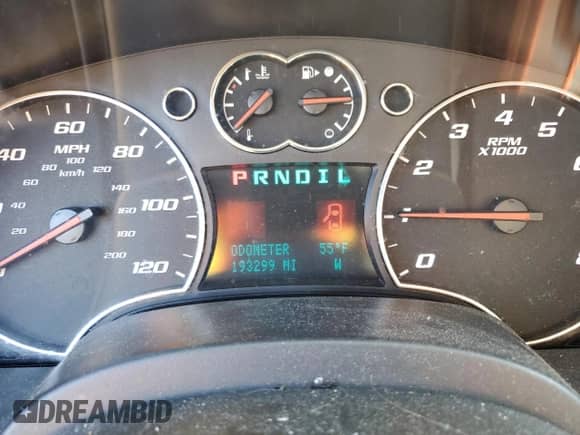 40 60 80 100 120
MPH
km/h
20 40 60 80 100 120 140 160 180 200
PRNDIL
ODOMETER 55°F
193299 MI W
0 1 2 3 4 5
RPM
X1000
DREAMBID